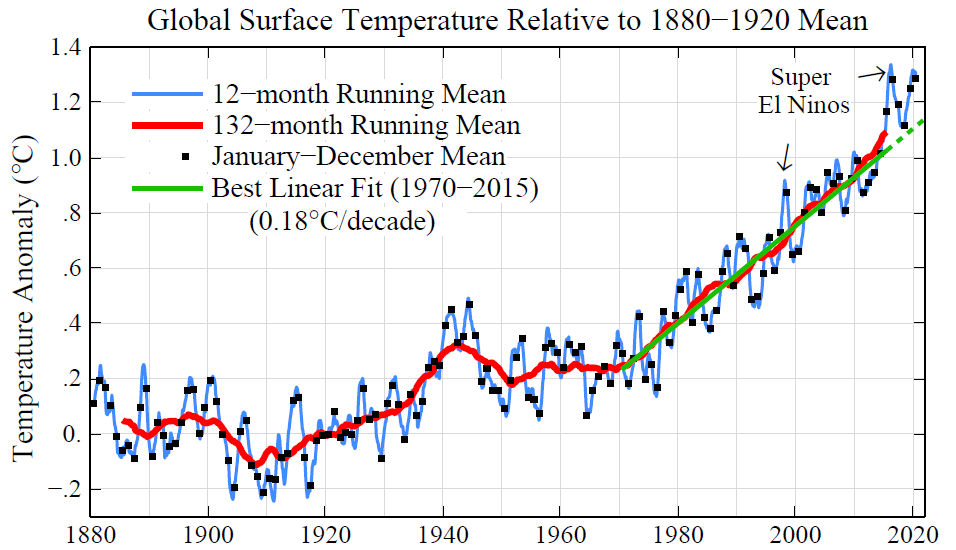 Global Surface Temperature Relative to 1880−1920 Mean
Temperature Anomaly (°C)
1.4
1.2
1.0
.8
.6
.4
.2
0.
−.2
12−month Running Mean
132−month Running Mean
January−December Mean
Best Linear Fit (1970−2015)
(0.18°C/decade)
Super
El Ninos
1880
1900
1920
1940
1960
1980
2000
2020